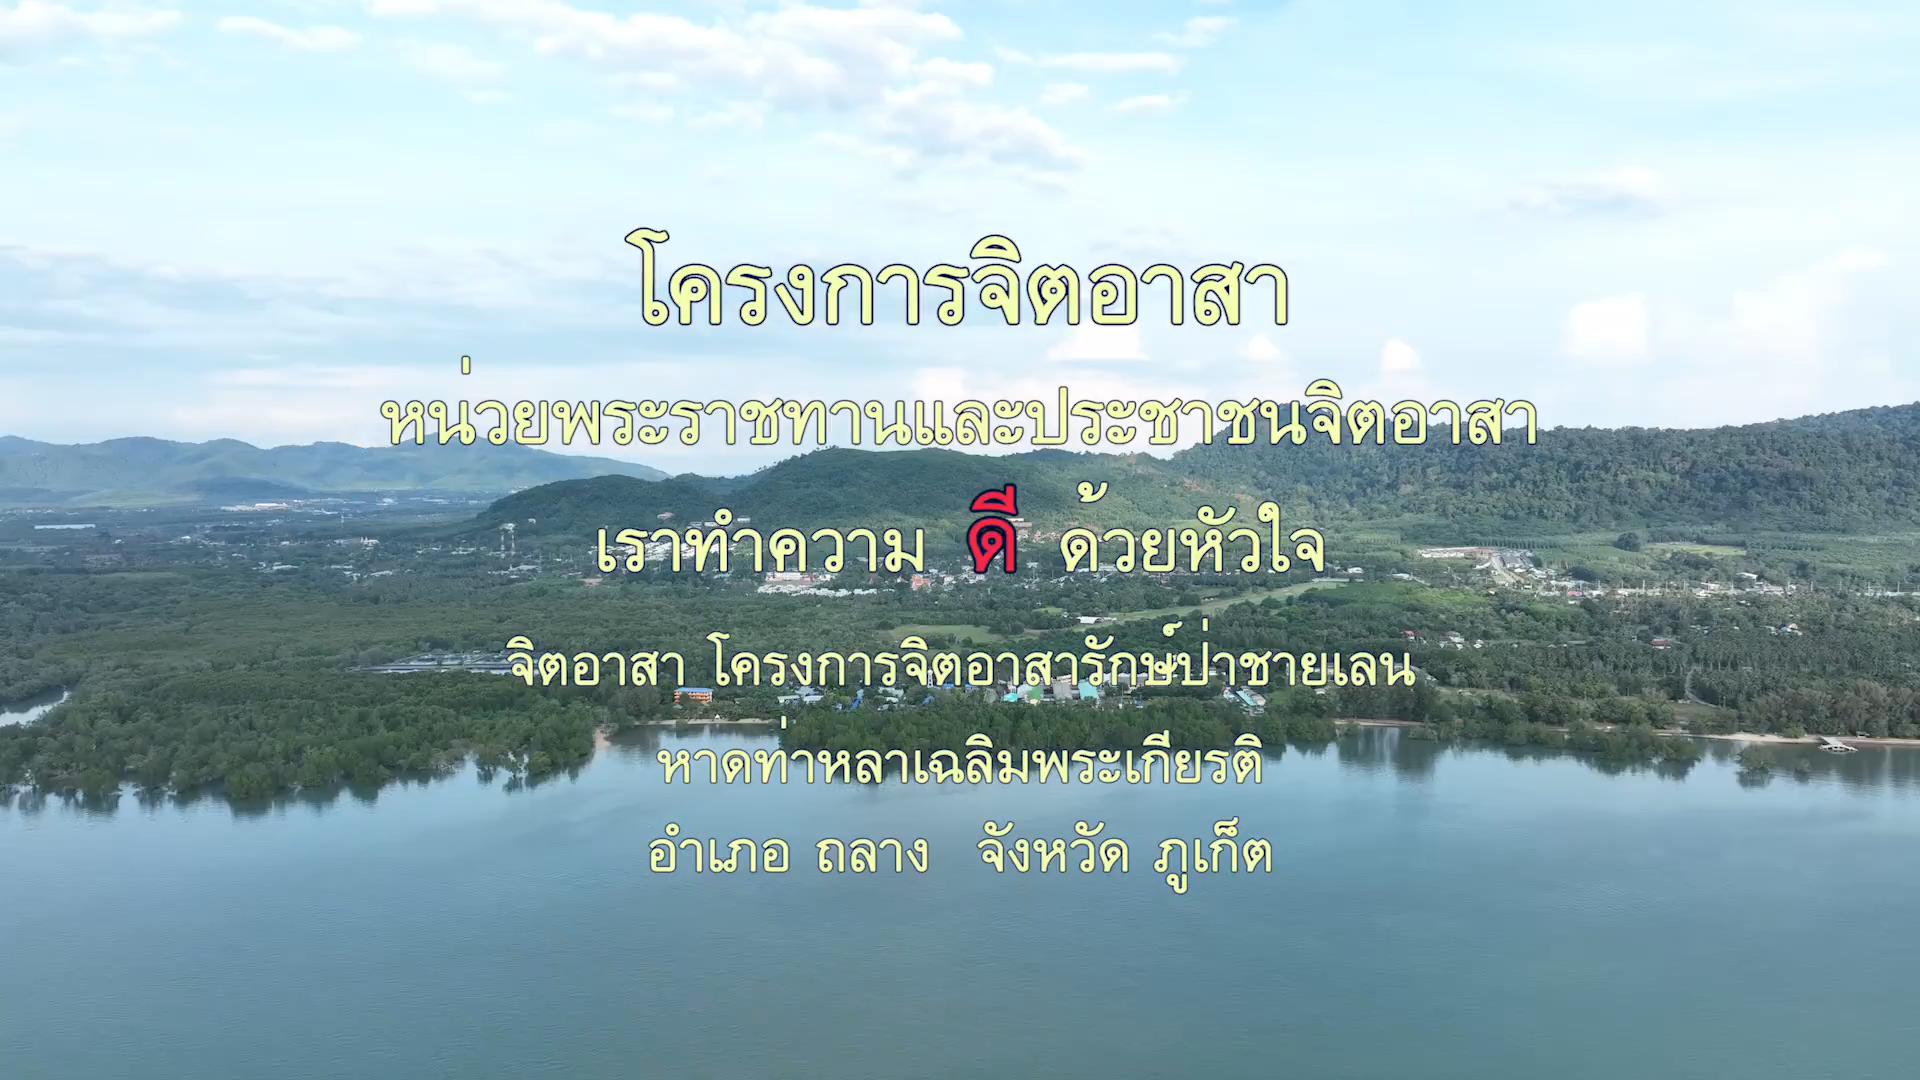 โครงการจิตอาสา
หน่วยพระราชทานและประชาชนจิตอาสา
เราทำความ ดี ด้วยหัวใจ
จิตอาสา โครงการจิตอาสารักษ์ป่าชายเลน
หาดท่าหลาเฉลิมพระเกียรติ
อำเภอ ถลาง จังหวัด ภูเก็ต